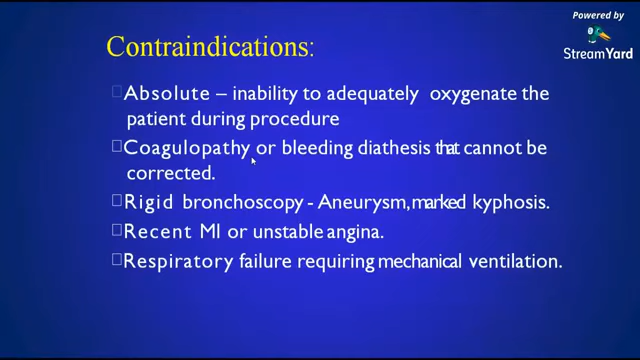 Powered by
StreamYard
Contraindications:
Absolute – inability to adequately oxygenate the
patient during procedure
Coagulopathy or bleeding diathesis that cannot be
corrected.
Rigid bronchoscopy - Aneurysm, marked kyphosis.
Recent MI or unstable angina.
Respiratory failure requiring mechanical ventilation.